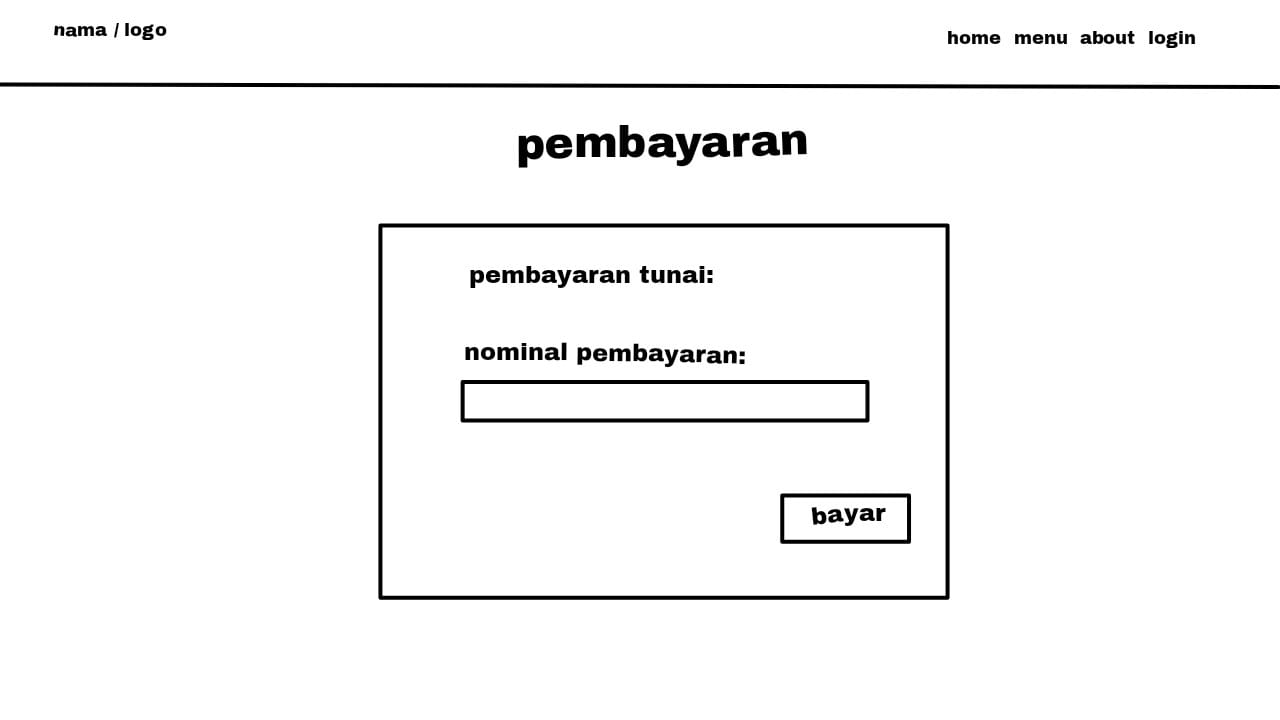 nama / logo
home menu about login
pembayaran
pembayaran tunai:
nominal pembayaran:
bayar